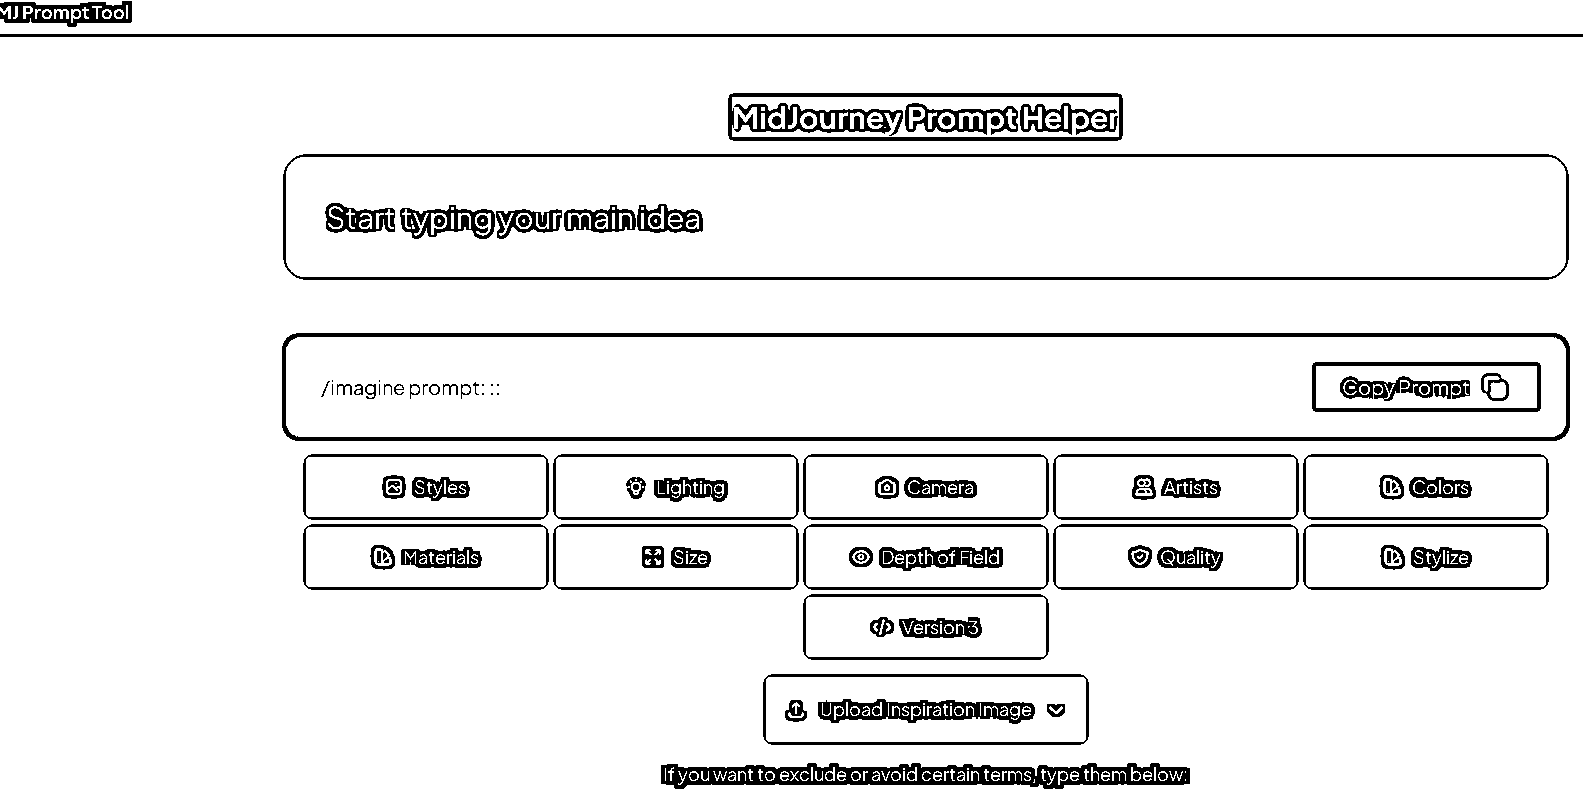 MJ Prompt Tool
MidJourney Prompt Helper
Start typing your main idea
/imagine prompt: ::
Copy Prompt
Styles
Lighting
Camera
Artists
Colors
Materials
Size
Depth of Field
Quality
Stylize
Version 3
Upload Inspiration Image
If you want to exclude or avoid certain terms, type them below: